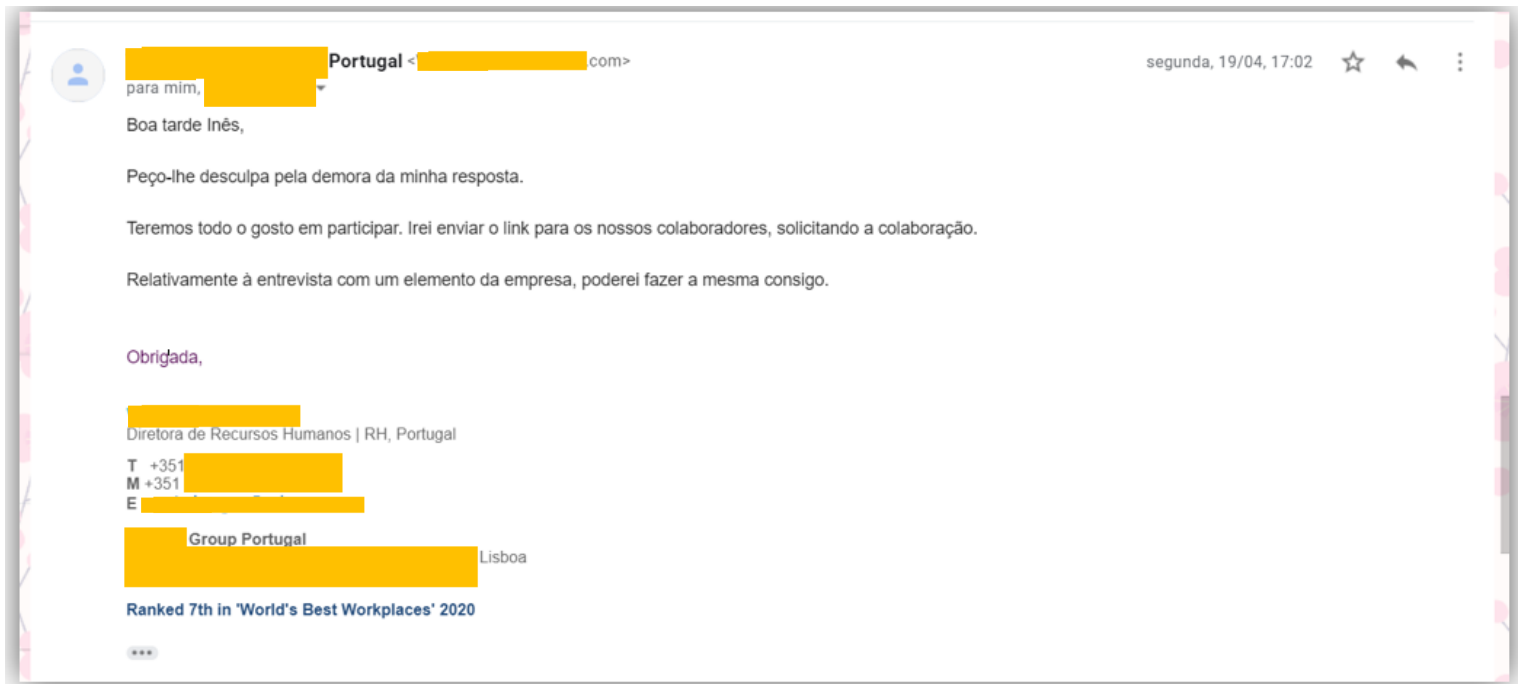 Portugal < .com> segunda, 19/04, 17:02
para mim,
Boa tarde Inês,
Peço-lhe desculpa pela demora da minha resposta.
Teremos todo o gosto em participar. Irei enviar o link para os nossos colaboradores, solicitando a colaboração.
Relativamente à entrevista com um elemento da empresa, poderei fazer a mesma consigo.
Obrigada,
Diretora de Recursos Humanos | RH, Portugal
T +351
M +351
E
Group Portugal
Lisboa
Ranked 7th in 'World's Best Workplaces' 2020